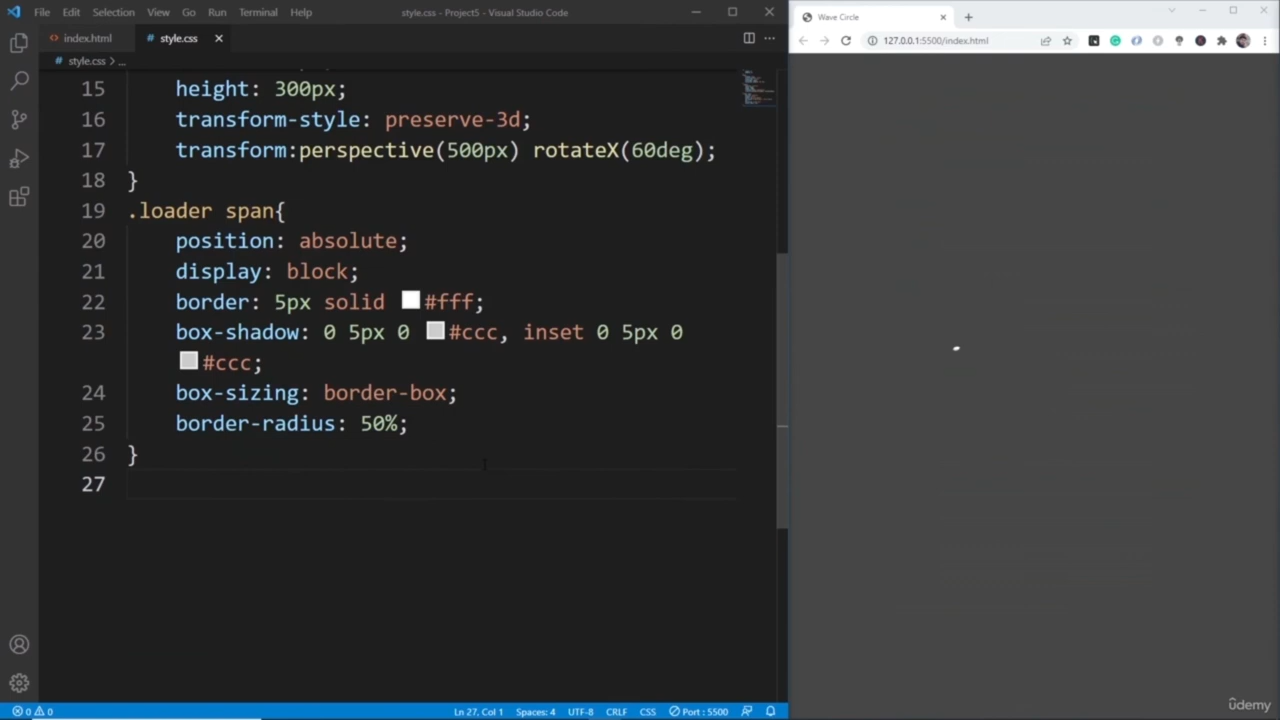 File Edit Selection View Go Run Terminal Help
style.css - Project5 - Visual Studio Code
index.html
style.css
style.css > ...
15 height: 300px;
16 transform-style: preserve-3d;
17 transform:perspective(500px) rotateX(60deg);
18 }
19 .loader span{
20 position: absolute;
21 display: block;
22 border: 5px solid #fff;
23 box-shadow: 0 5px 0 #ccc, inset 0 5px 0
#ccc;
24 box-sizing: border-box;
25 border-radius: 50%;
26 }
27
0 0
Ln 27, Col 1 Spaces: 4 UTF-8 CRLF CSS Port : 5500
Wave Circle
127.0.0.1:5500/index.html
ûdemy